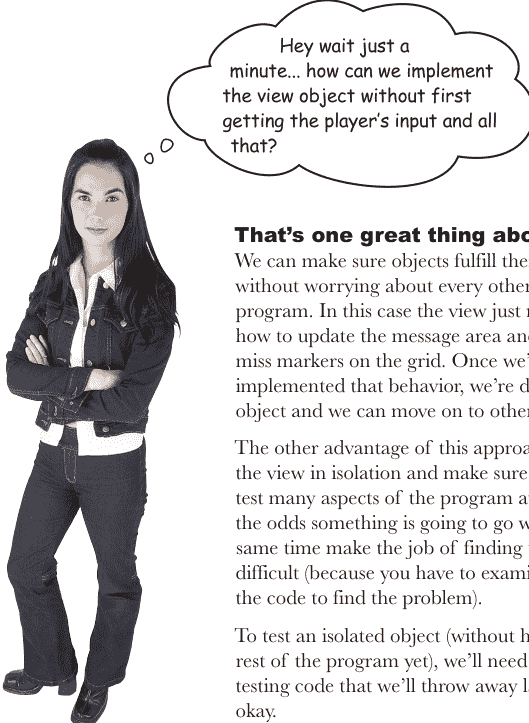 Hey wait just a
minute... how can we implement
the view object without first
getting the player's input and all
that?
That's one great thing abo
We can make sure objects fulfill the
without worrying about every other
program. In this case the view just
how to update the message area an
miss markers on the grid. Once we'
implemented that behavior, we're d
object and we can move on to other
The other advantage of this approa
the view in isolation and make sure
test many aspects of the program a
the odds something is going to go w
same time make the job of finding
difficult (because you have to exami
the code to find the problem).
To test an isolated object (without h
rest of the program yet), we'll need
testing code that we'll throw away l
okay.